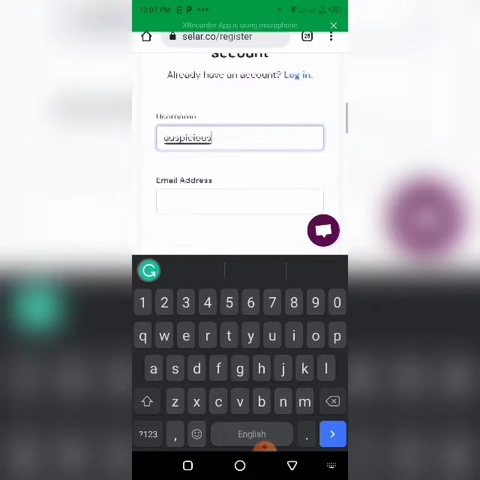 12:07 PM
XRecorder App is using microphone
selar.co/register
account
Already have an account? Log in.
Username
auspicious
Email Address
1 2 3 4 5 6 7 8 9 0
q w e r t y u i o p
a s d f g h j k l
z x c v b n m
?123 , English .